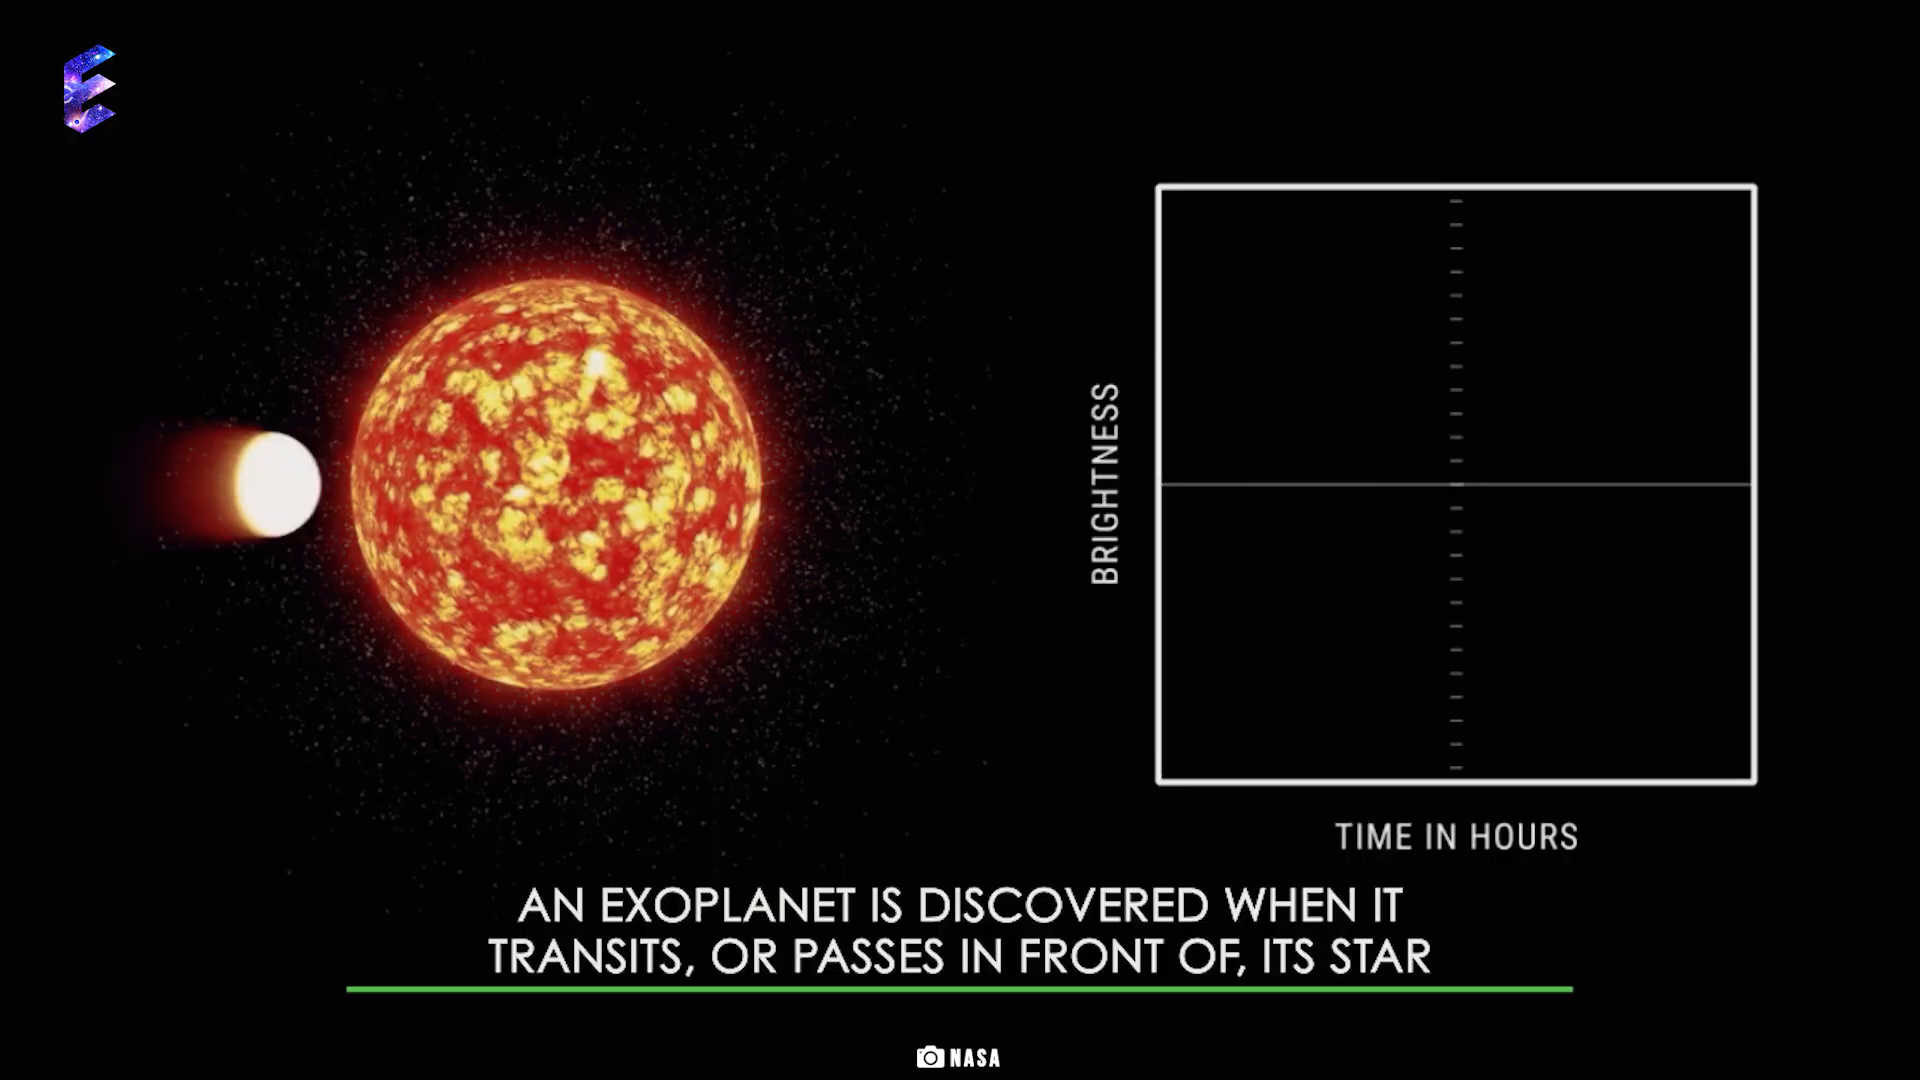 E
BRIGHTNESS
TIME IN HOURS
AN EXOPLANET IS DISCOVERED WHEN IT
TRANSITS, OR PASSES IN FRONT OF, ITS STAR
NASA